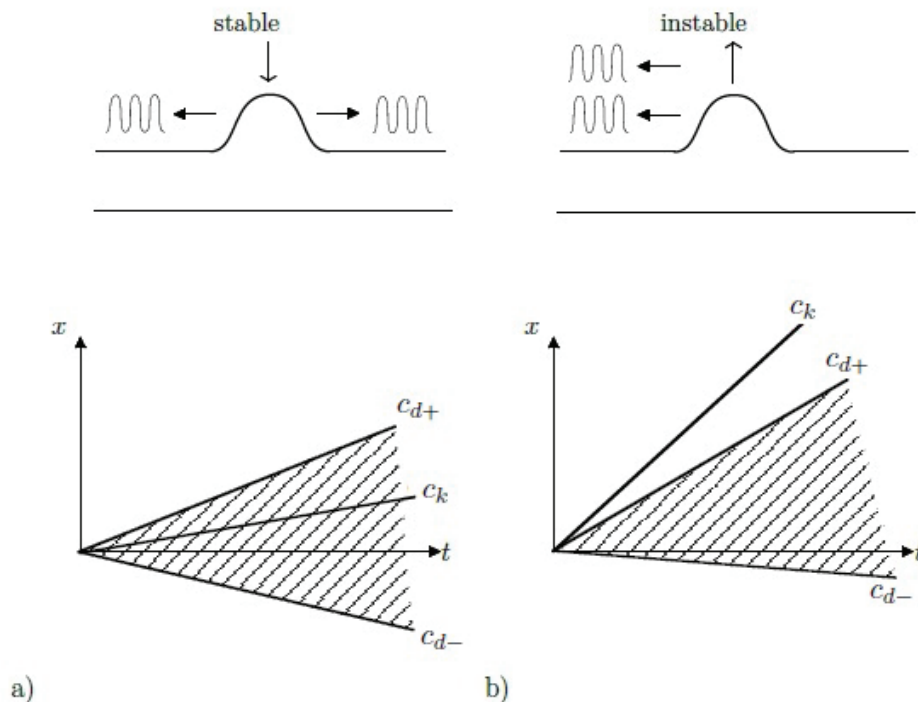 stable
instable
x
c_{d+}
c_k
t
c_{d-}
a)
x
c_k
c_{d+}
t
c_{d-}
b)